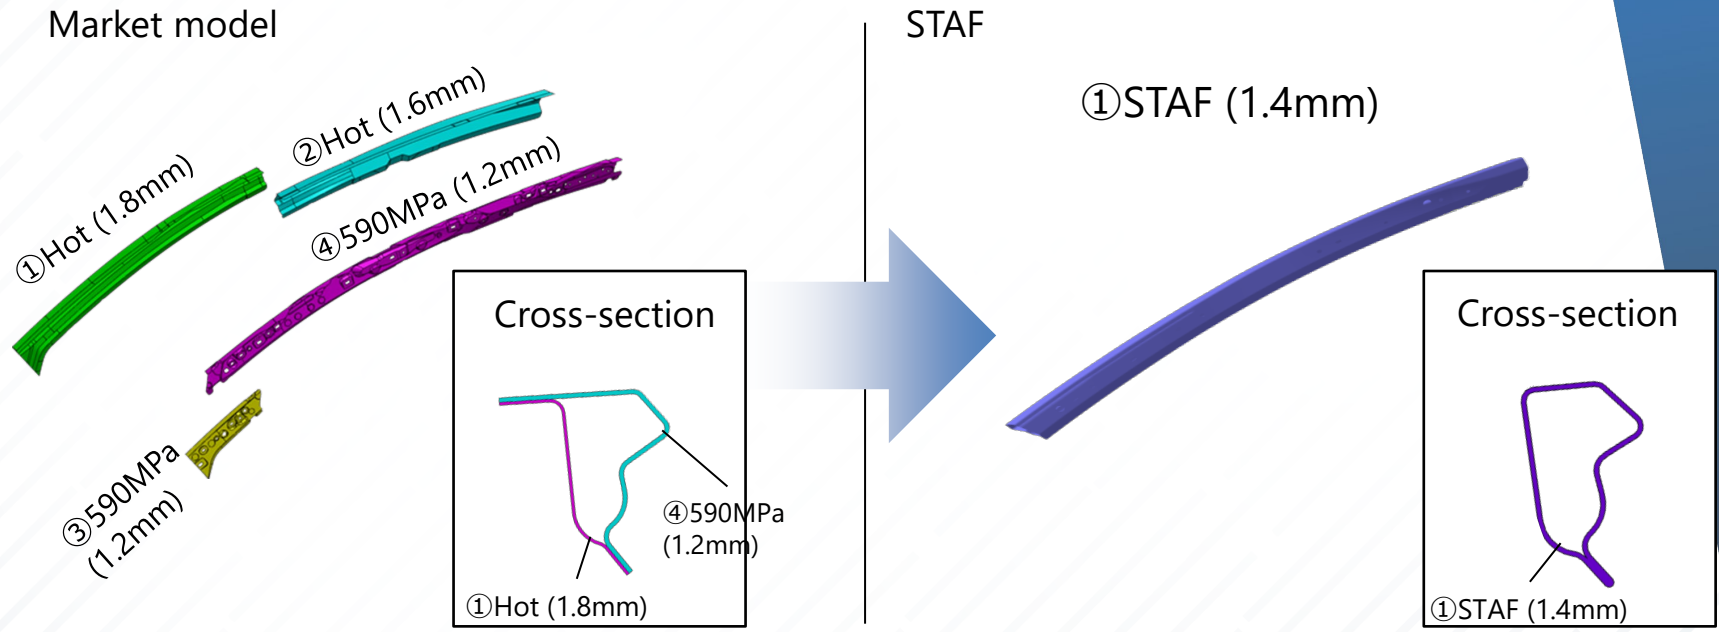 Market model
①Hot (1.8mm)
②Hot (1.6mm)
④590MPa (1.2mm)
③590MPa
(1.2mm)
Cross-section
④590MPa
(1.2mm)
①Hot (1.8mm)
STAF
①STAF (1.4mm)
Cross-section
①STAF (1.4mm)